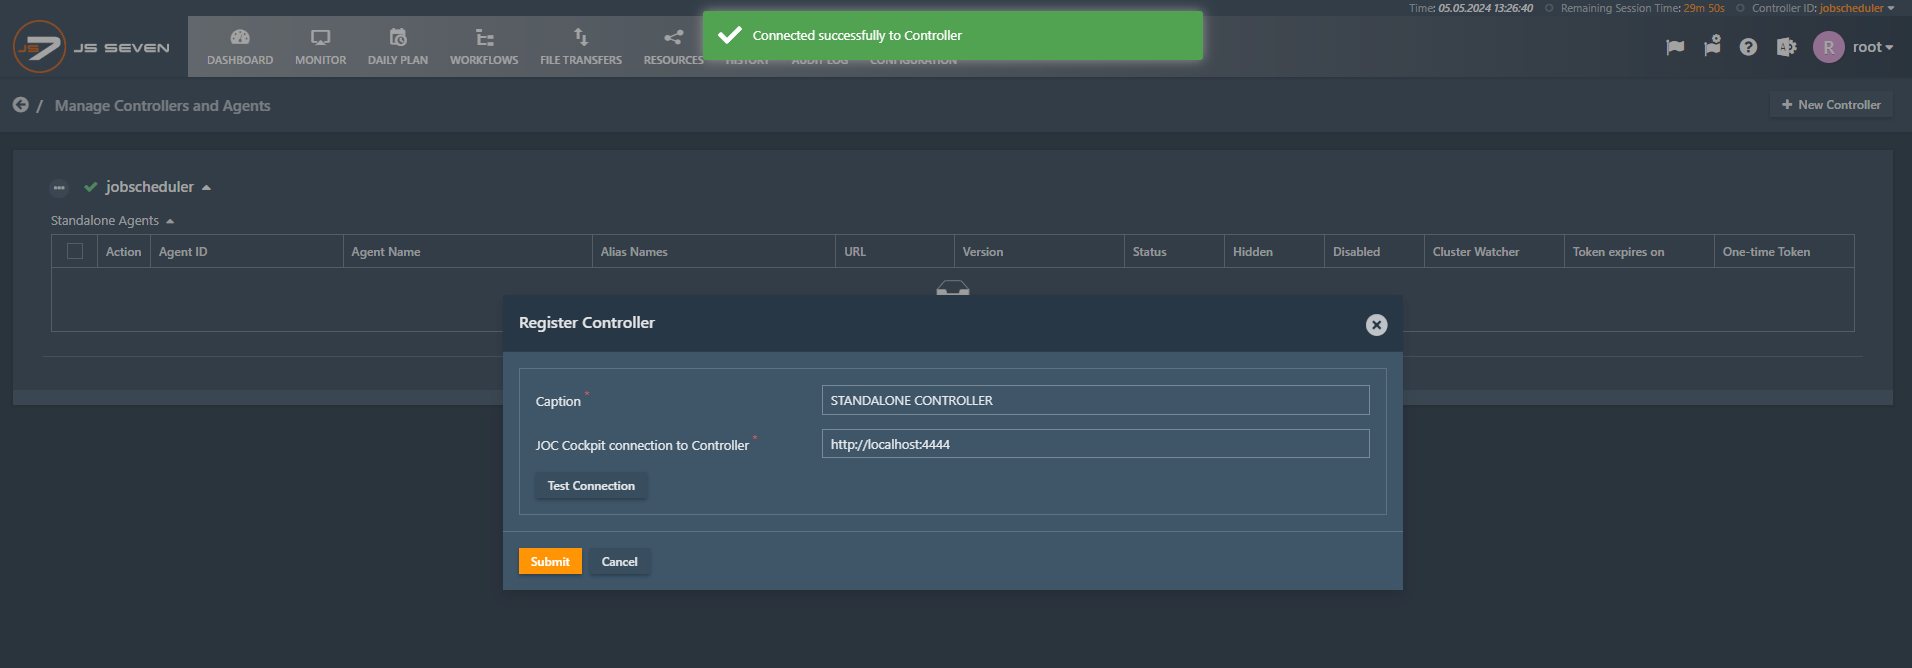 Time: 05.05.2024 13:26:40 Remaining Session Time: 29m 50s Controller ID: jobscheduler
JS7 JS SEVEN
DASHBOARD MONITOR DAILY PLAN WORKFLOWS FILE TRANSFERS RESOURCES HISTORY AUDIT LOG CONFIGURATION
Connected successfully to Controller
R root
/ Manage Controllers and Agents
+ New Controller
jobscheduler
Standalone Agents
Action Agent ID Agent Name Alias Names URL Version Status Hidden Disabled Cluster Watcher Token expires on One-time Token
Register Controller
Caption * STANDALONE CONTROLLER
JOC Cockpit connection to Controller * http://localhost:4444
Test Connection
Submit Cancel